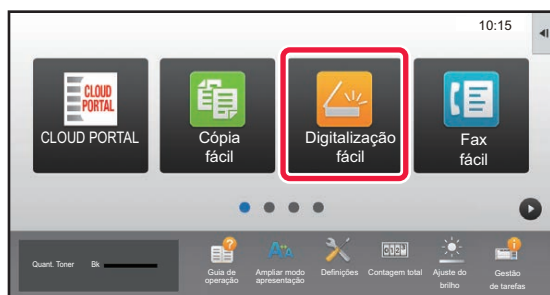 10:15
CLOUD
PORTAL
CLOUD PORTAL
Cópia
fácil
Digitalização
fácil
Fax
fácil
Quant. Toner Bk
Guia de
operação
Ampliar modo
apresentação
Definições
Contagem total
Ajuste do
brilho
Gestão
de tarefas